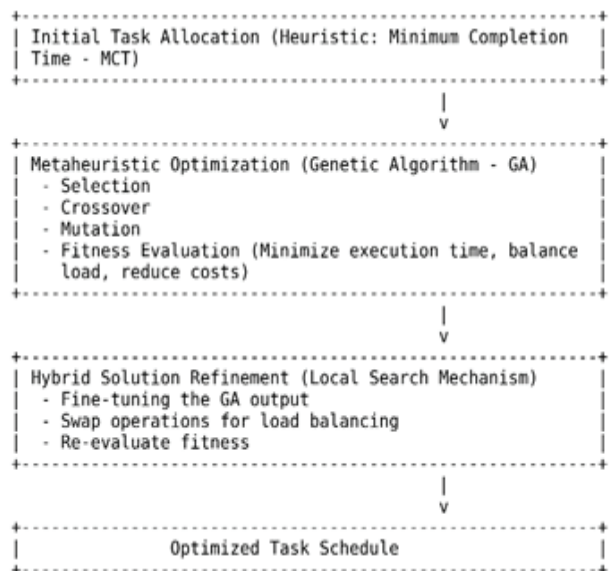 Initial Task Allocation (Heuristic: Minimum Completion
Time - MCT)
Metaheuristic Optimization (Genetic Algorithm - GA)
- Selection
- Crossover
- Mutation
- Fitness Evaluation (Minimize execution time, balance
load, reduce costs)
Hybrid Solution Refinement (Local Search Mechanism)
- Fine-tuning the GA output
- Swap operations for load balancing
- Re-evaluate fitness
Optimized Task Schedule